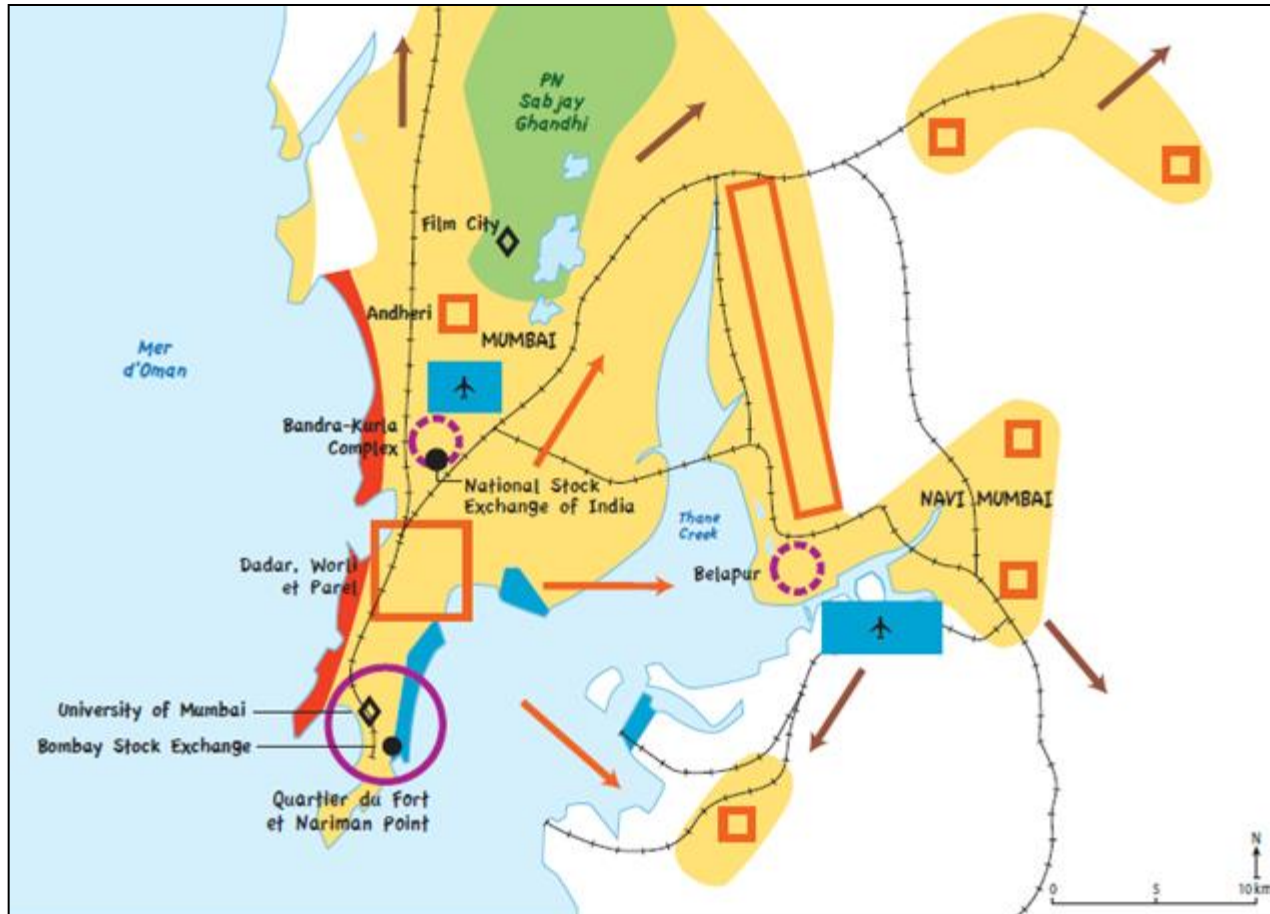 PN
Sabjay
Ghandhi
Film City
Andheri
MUMBAI
Mer
d'Oman
Bandra-Kurla
Complex
National Stock
Exchange of India
NAVI MUMBAI
Thane
Creek
Dadar, Worli
et Parel
Belapur
University of Mumbai
Bombay Stock Exchange
Quartier du Fort
et Nariman Point
N
0 5 10 km